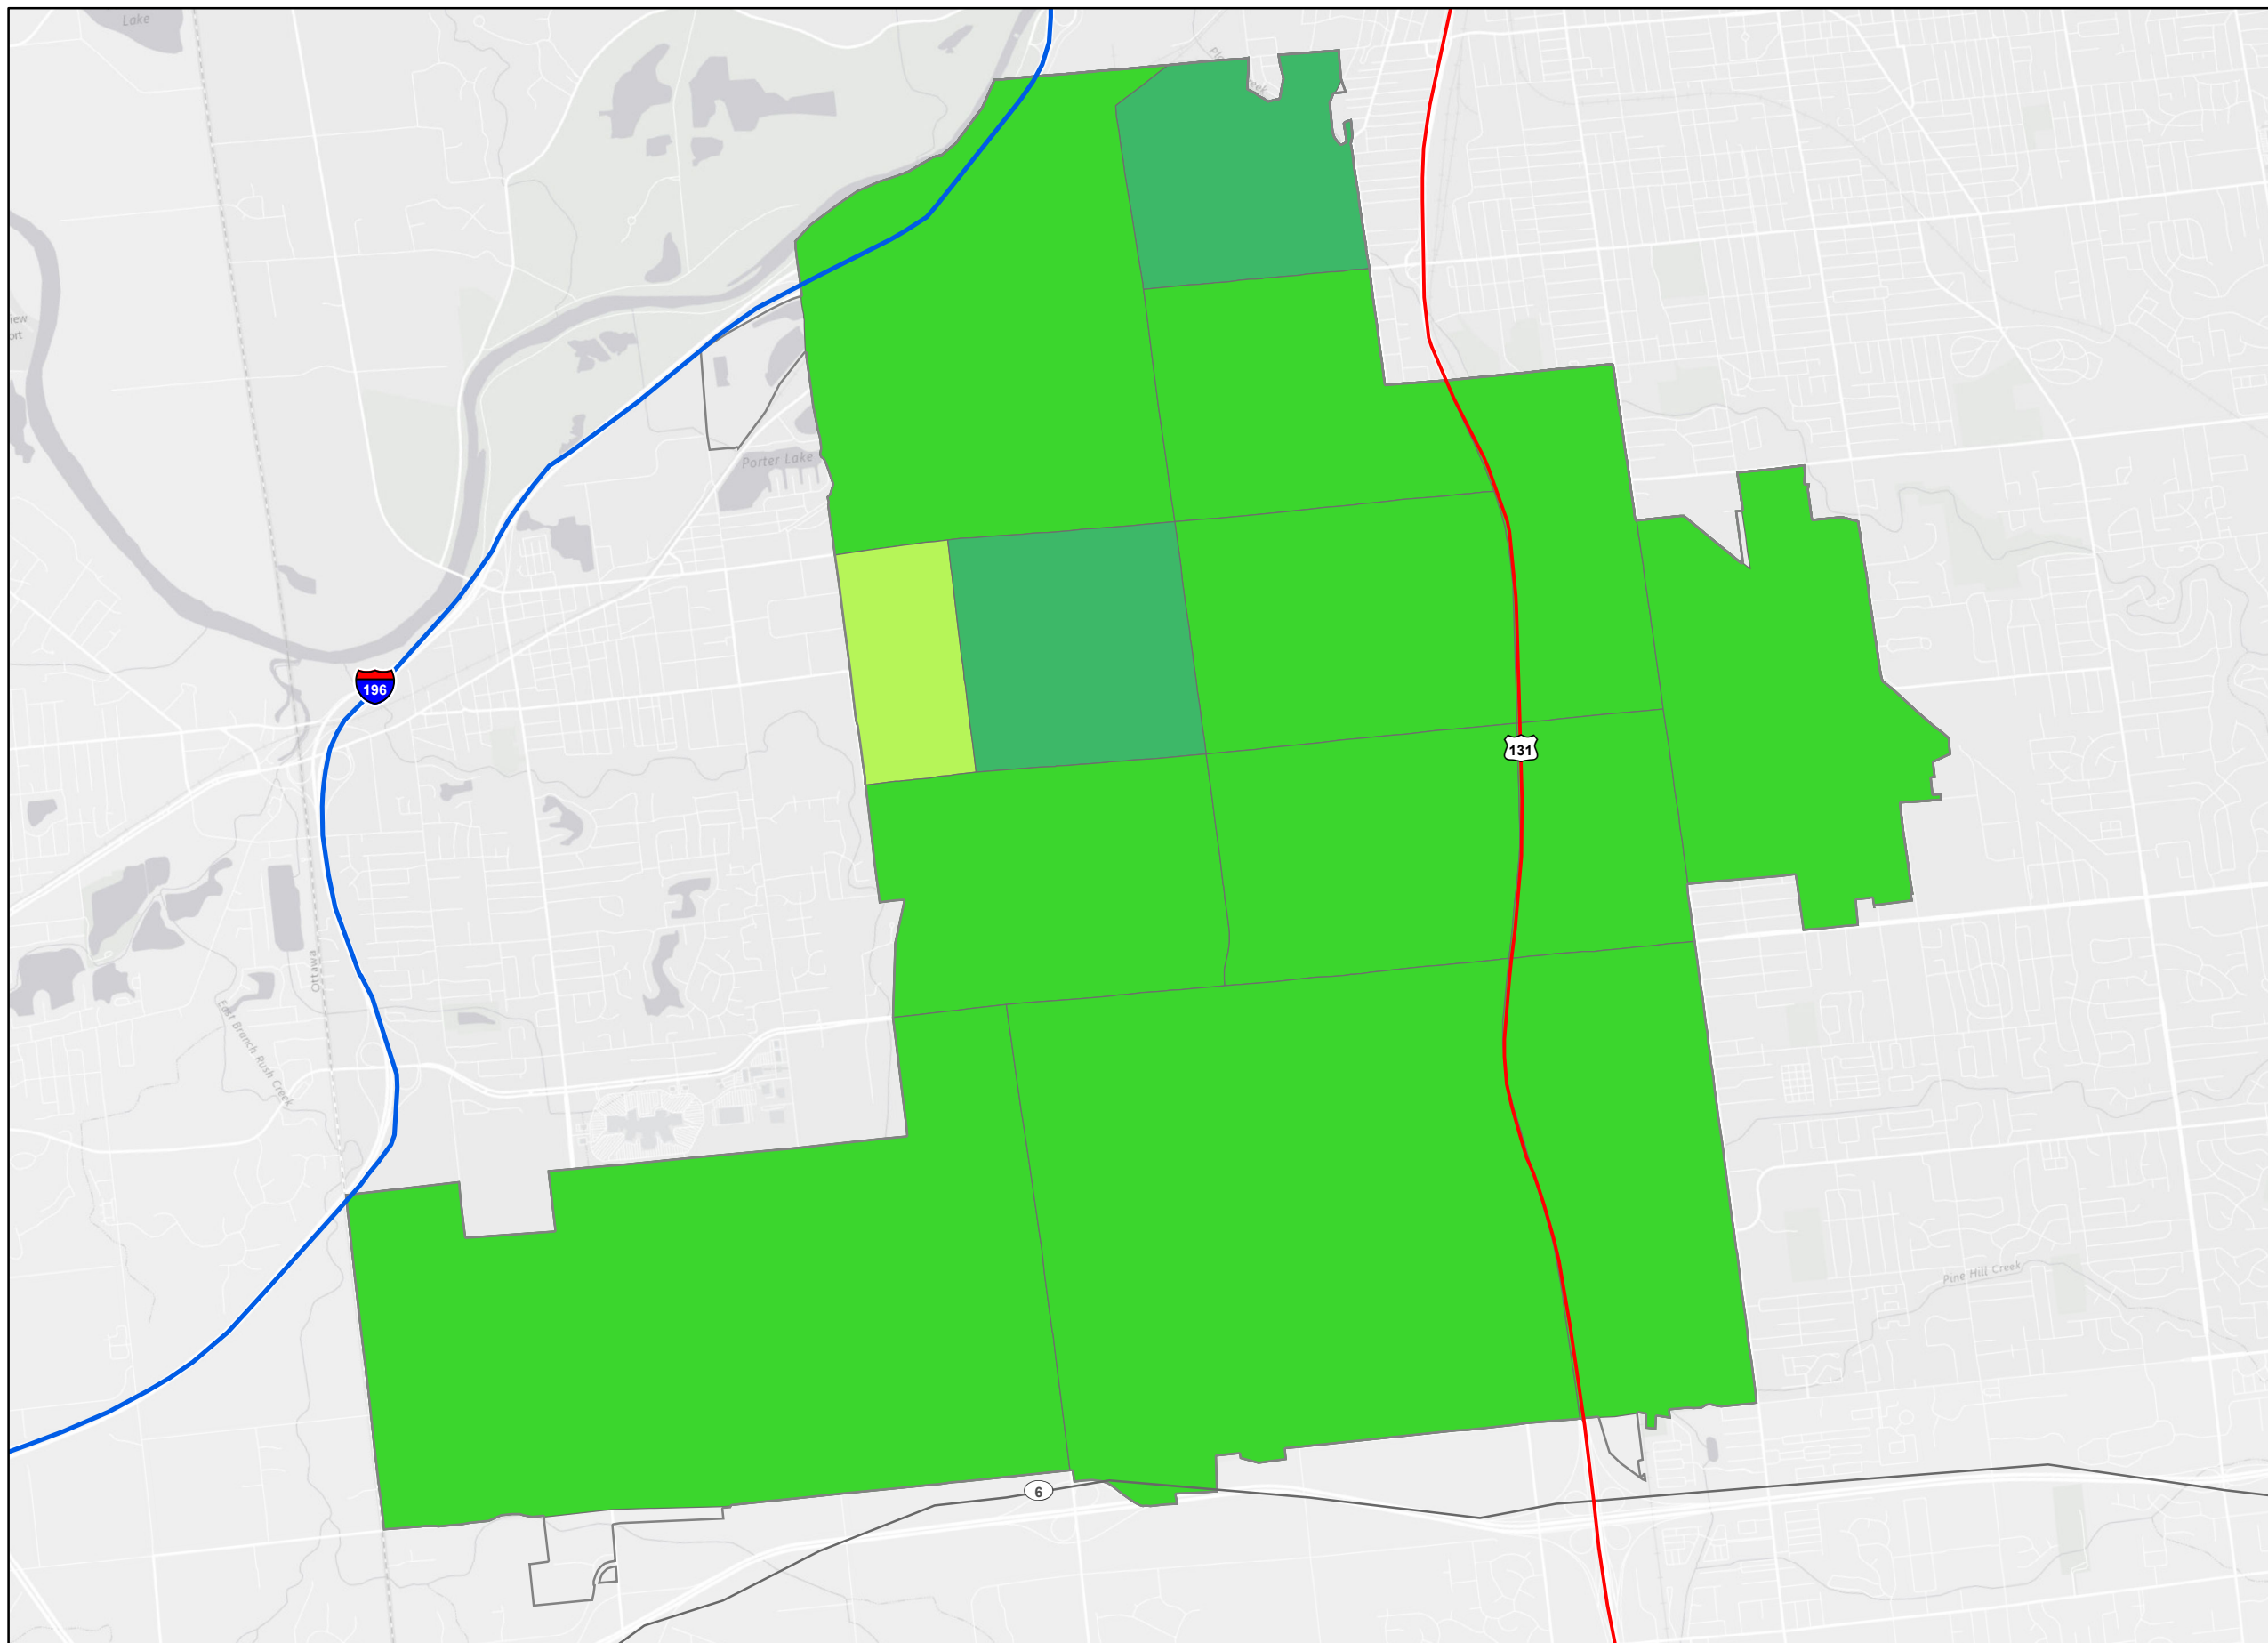 Lake
Porter Lake
196
131
Ottawa
East Branch Rush Creek
Pine Hill Creek
6